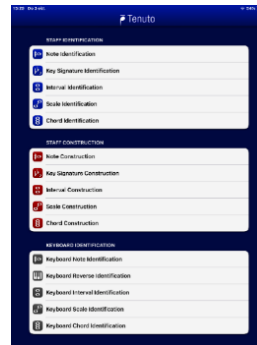 Tenuto
STAFF IDENTIFICATION
Note Identification
Key Signature Identification
Interval Identification
Scale Identification
Chord Identification
STAFF CONSTRUCTION
Note Construction
Key Signature Construction
Interval Construction
Scale Construction
Chord Construction
KEYBOARD IDENTIFICATION
Keyboard Note Identification
Keyboard Reverse Identification
Keyboard Interval Identification
Keyboard Scale Identification
Keyboard Chord Identification